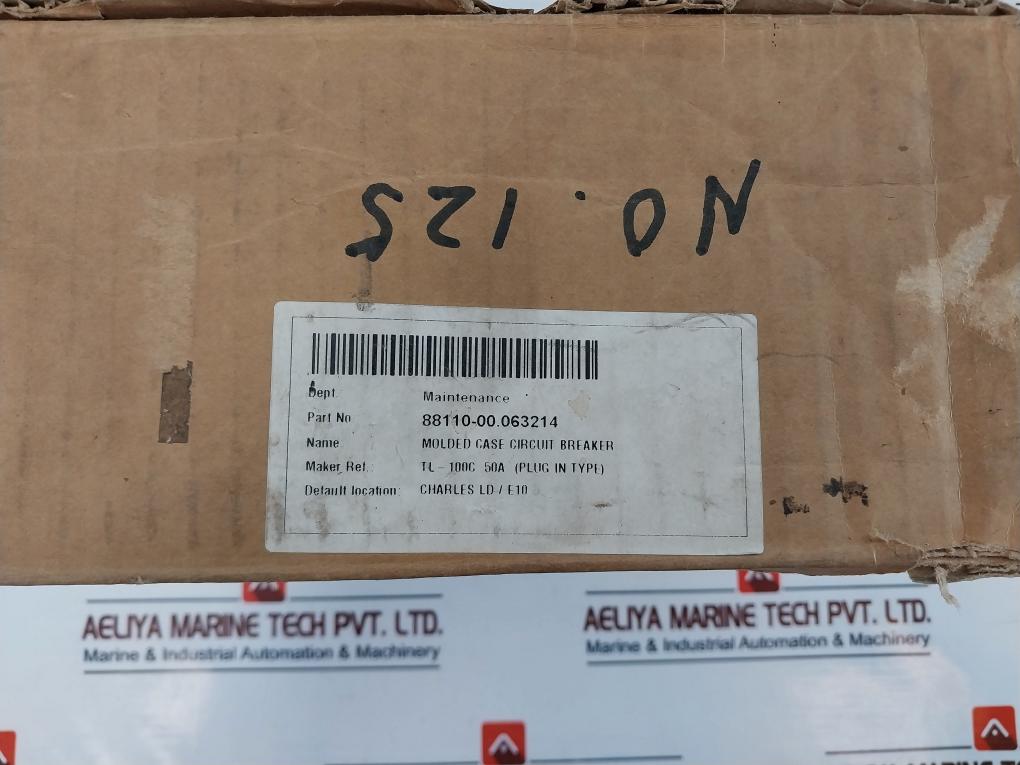 NO. 125
Dept. Maintenance
Part No 88110-00.063214
Name MOLDED CASE CIRCUIT BREAKER
Maker Ref.: TL - 100C 50A (PLUG IN TYPE)
Default location: CHARLES LD / E10
AELIYA MARINE TECH PVT. LTD.
Marine & Industrial Automation & Machinery
AELIYA MARINE TECH PVT. LTD.
Marine & Industrial Automation & Machinery